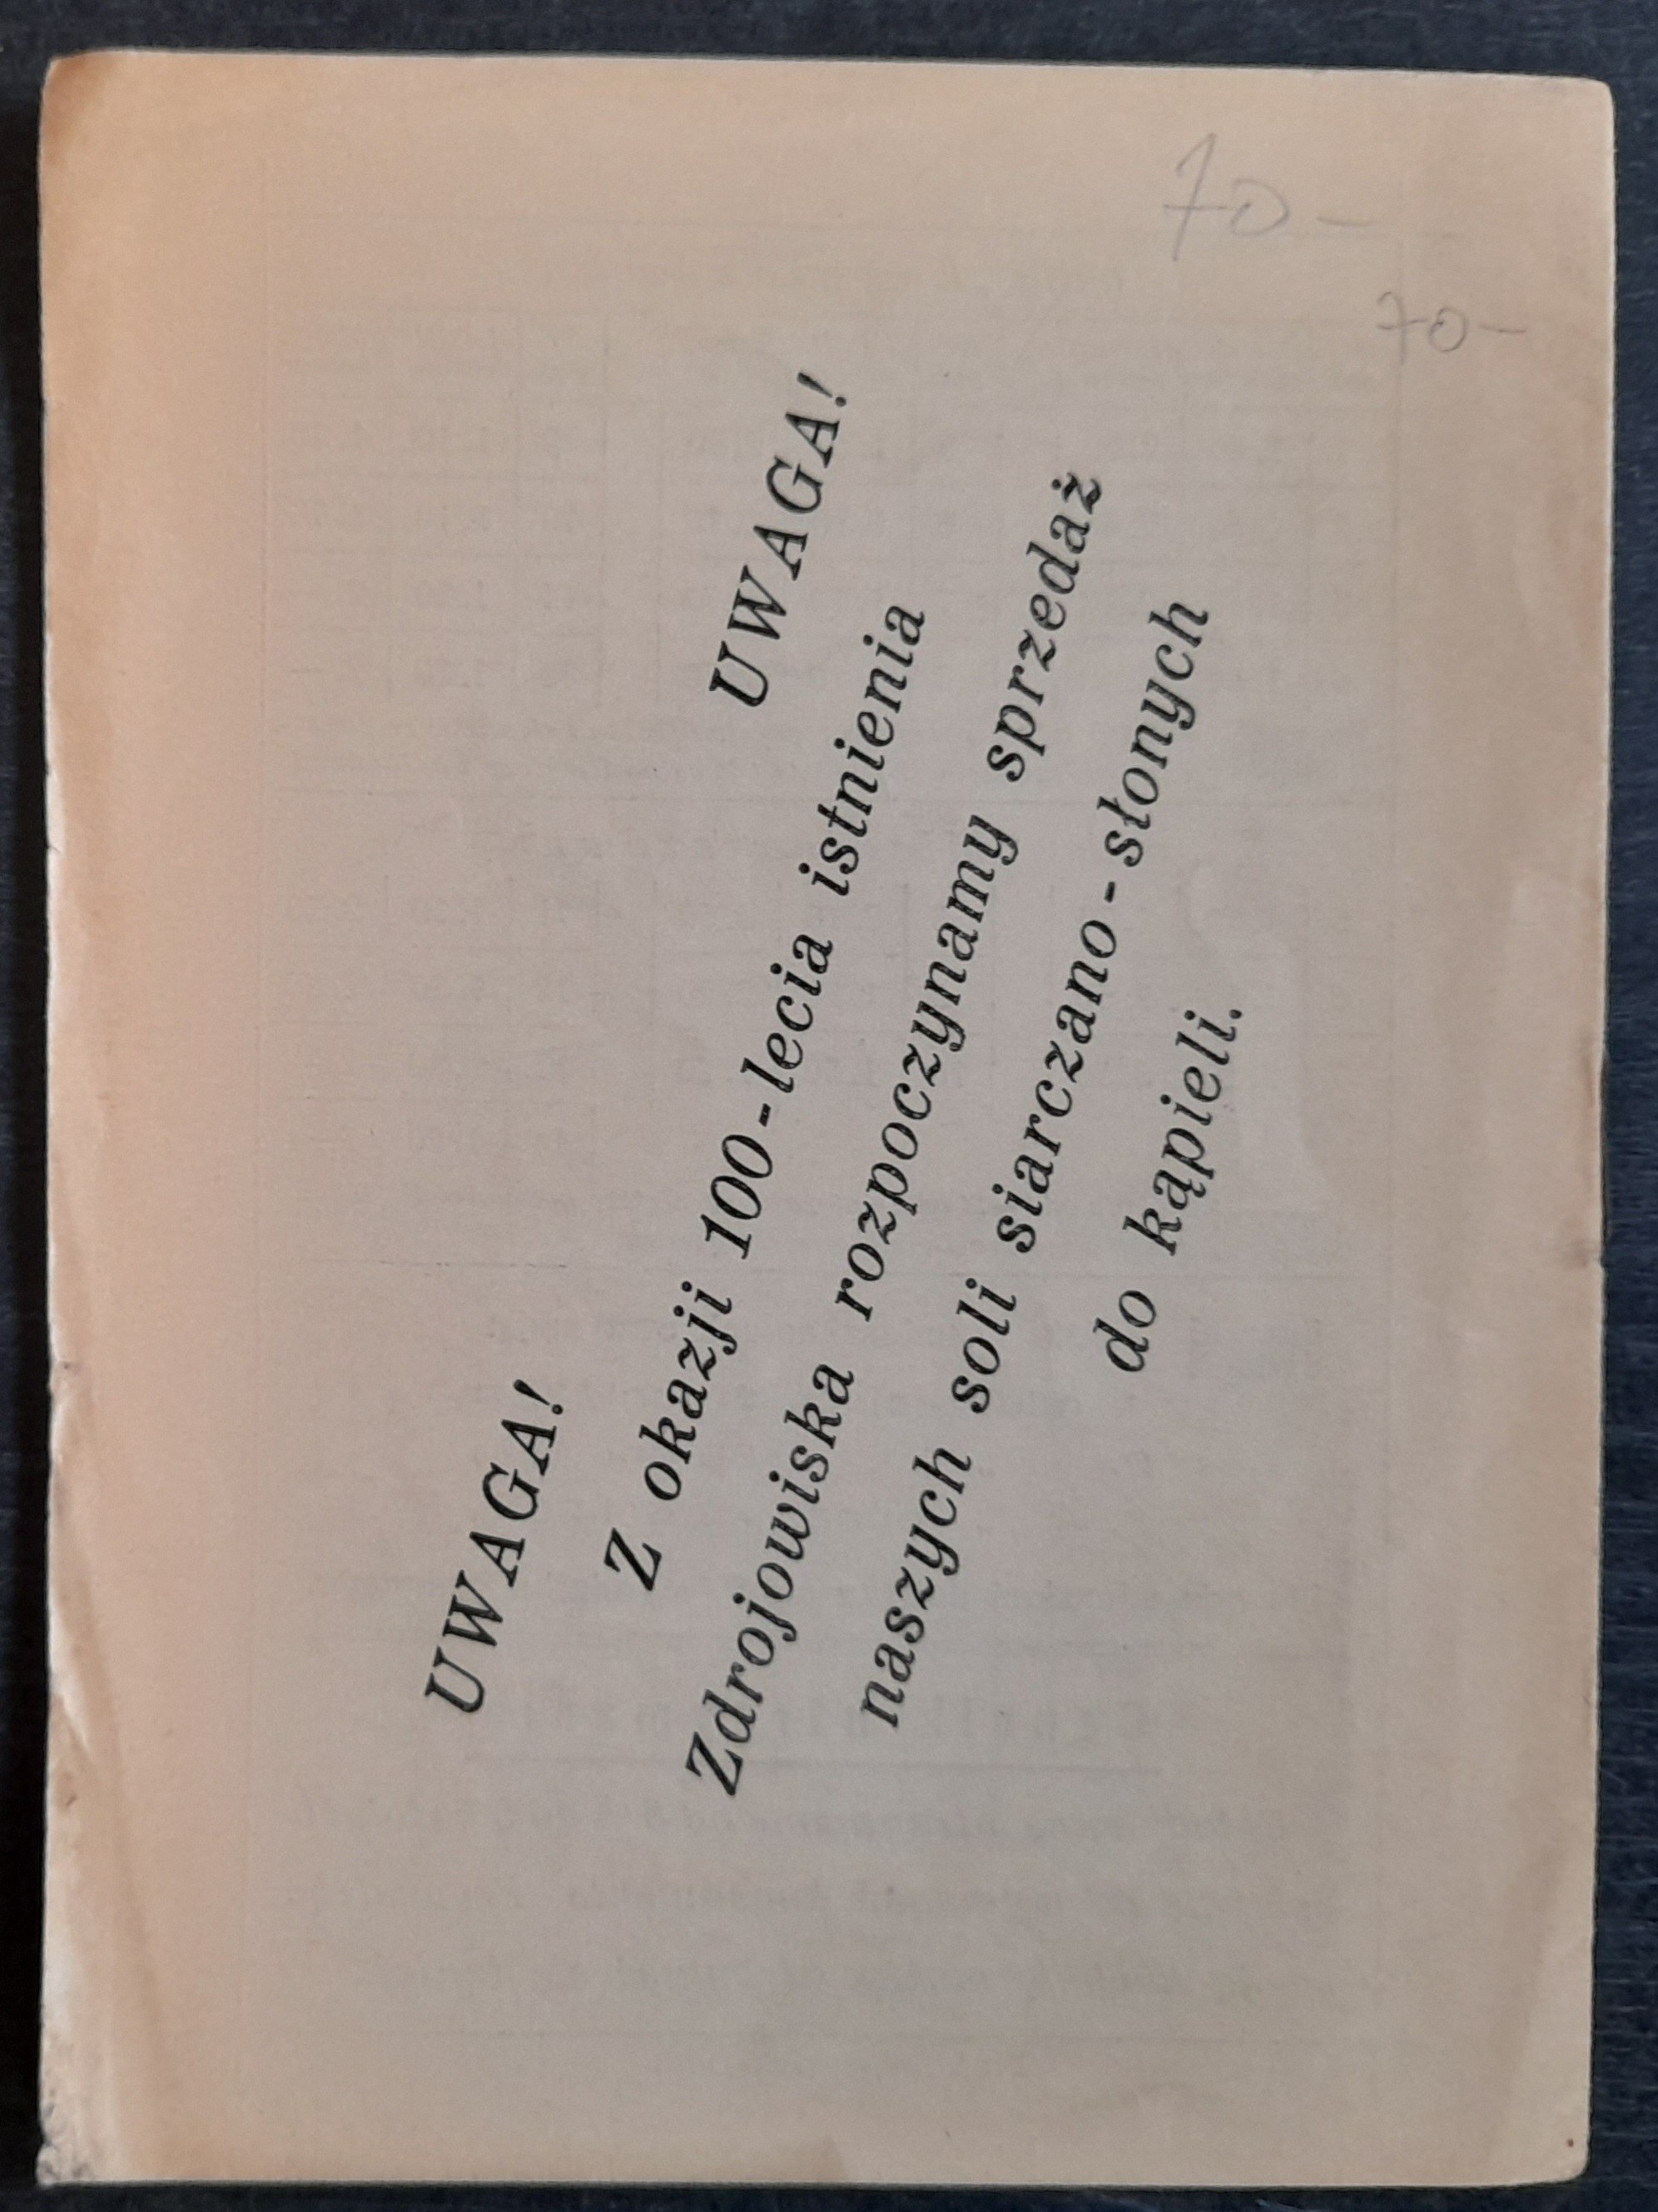 70-
70-
UWAGA! UWAGA!
Z okazji 100-lecia istnienia
Zdrojowiska rozpoczynamy sprzedaż
naszych soli siarczano-słonych
do kąpieli.